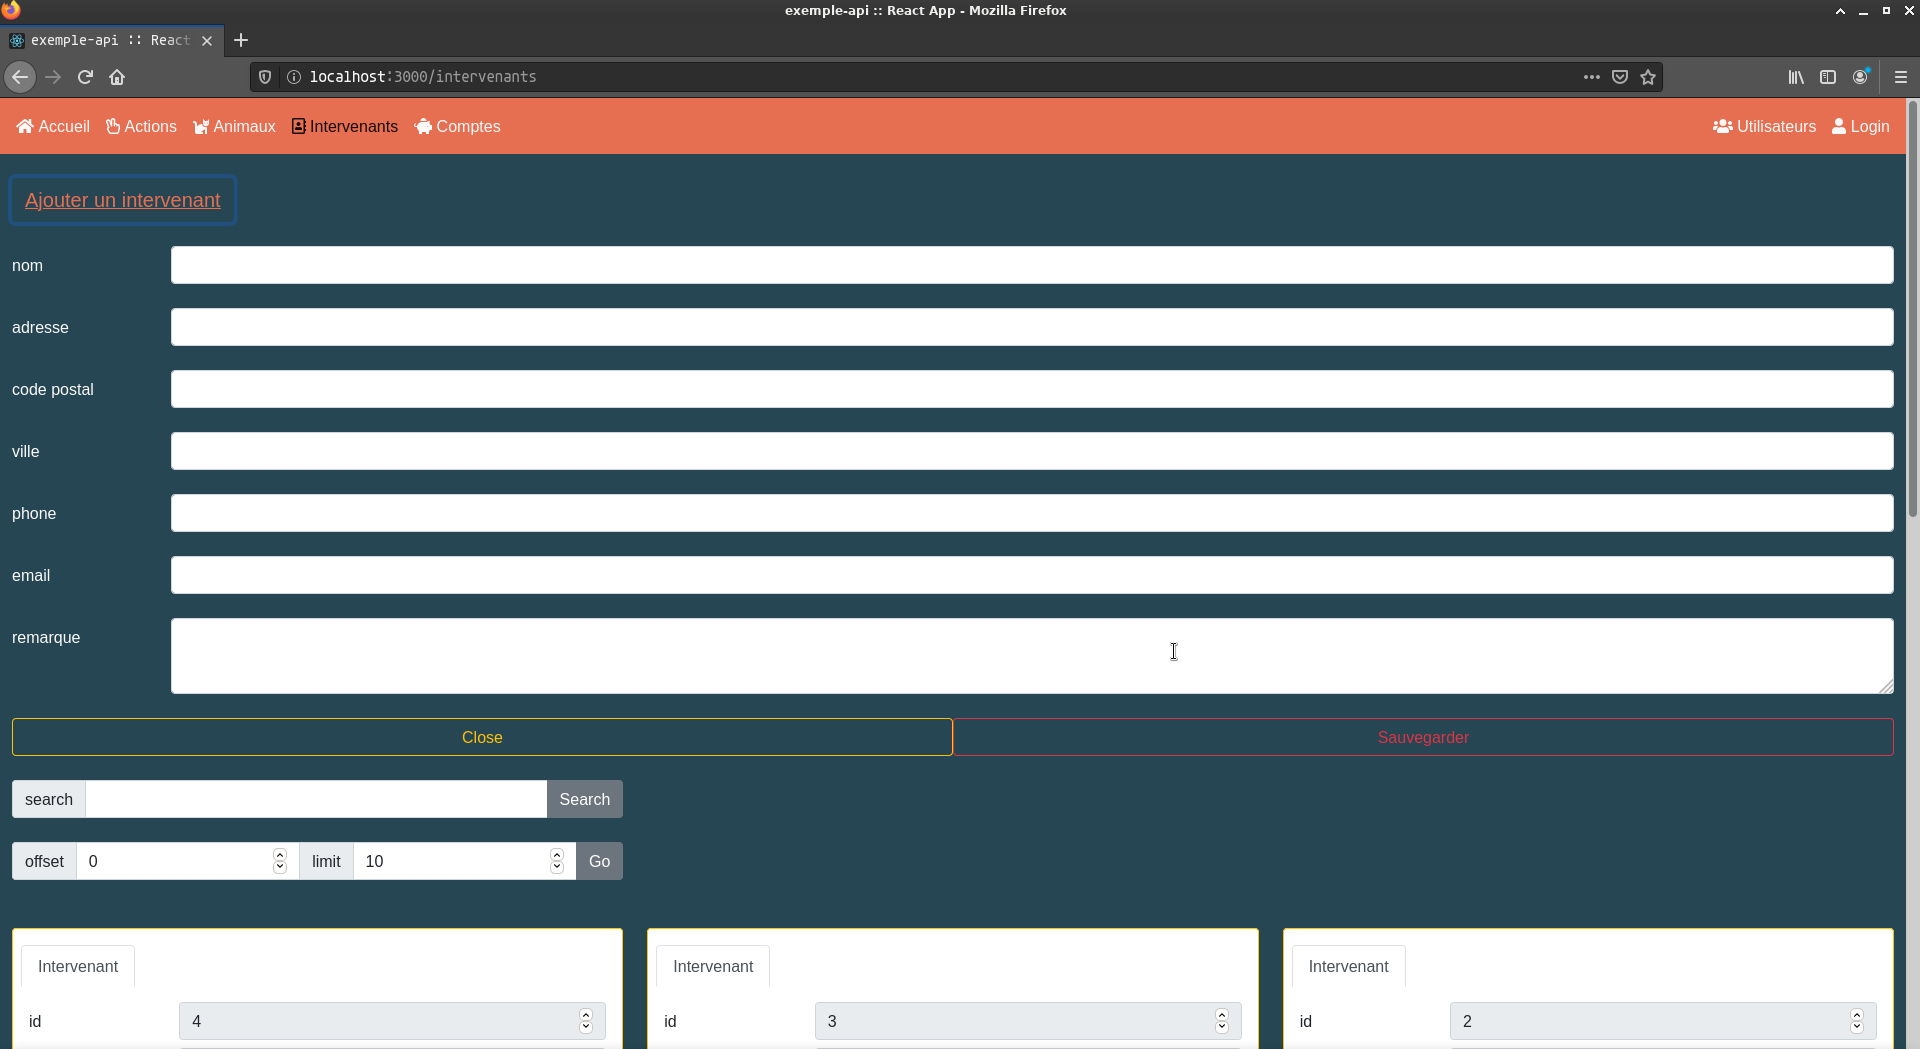 exemple-api :: React App - Mozilla Firefox
exemple-api :: React
localhost:3000/intervenants
Accueil Actions Animaux Intervenants Comptes Utilisateurs Login
Ajouter un intervenant
nom
adresse
code postal
ville
phone
email
remarque
Close Sauvegarder
search Search
offset 0 limit 10 Go
Intervenant Intervenant Intervenant
id 4 id 3 id 2